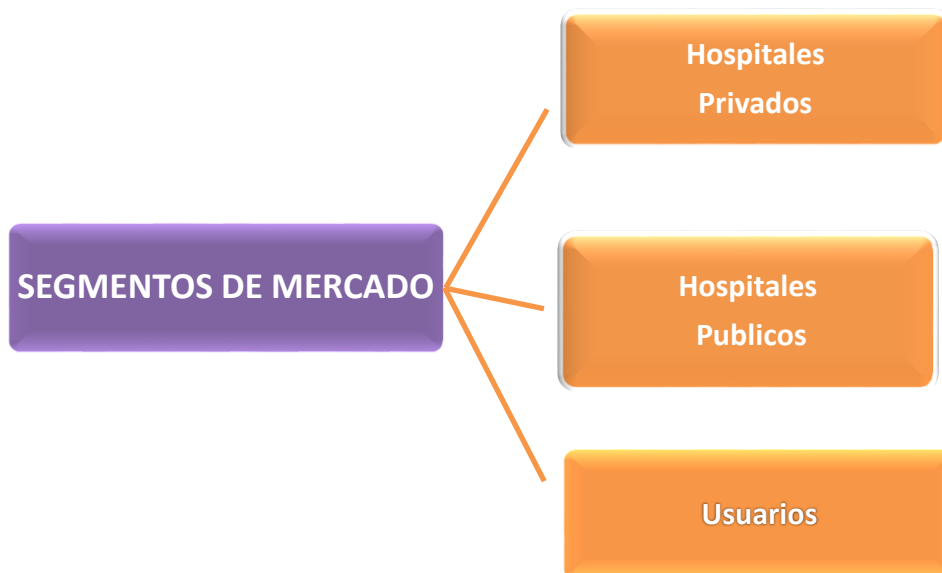 SEGMENTOS DE MERCADO
Hospitales
Privados
Hospitales
Publicos
Usuarios